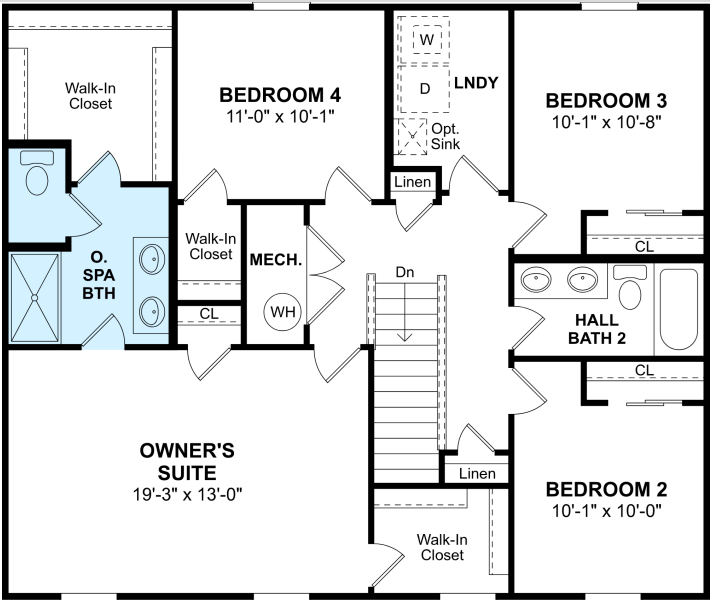 Walk-In
Closet
BEDROOM 4
11'-0" x 10'-1"
W
D
LNDY
Opt.
Sink
Linen
BEDROOM 3
10'-1" x 10'-8"
CL
O.
SPA
BTH
Walk-In
Closet
CL
MECH.
WH
Dn
HALL
BATH 2
CL
OWNER'S
SUITE
19'-3" x 13'-0"
Linen
Walk-In
Closet
BEDROOM 2
10'-1" x 10'-0"